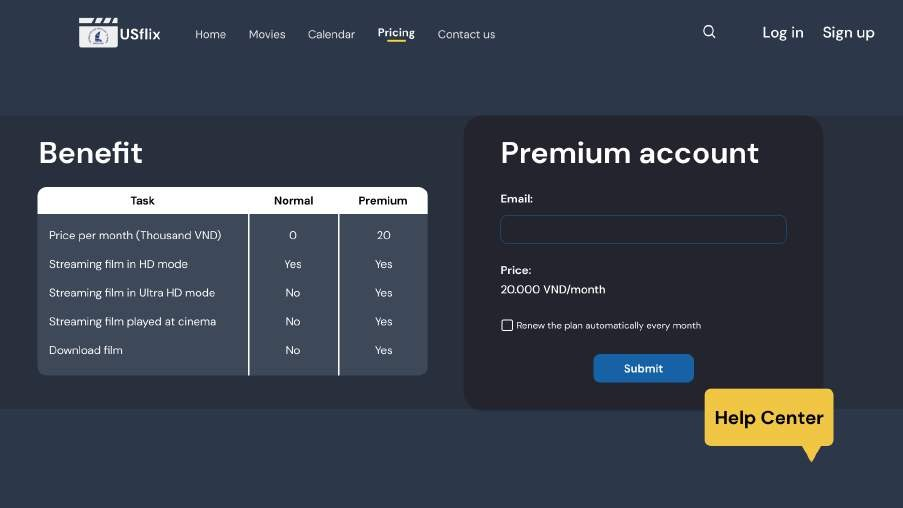 USflix Home Movies Calendar Pricing Contact us Log in Sign up
Benefit
Task Normal Premium
Price per month (Thousand VND) 0 20
Streaming film in HD mode Yes Yes
Streaming film in Ultra HD mode No Yes
Streaming film played at cinema No Yes
Download film No Yes
Premium account
Email:
Price:
20.000 VND/month
Renew the plan automatically every month
Submit
Help Center